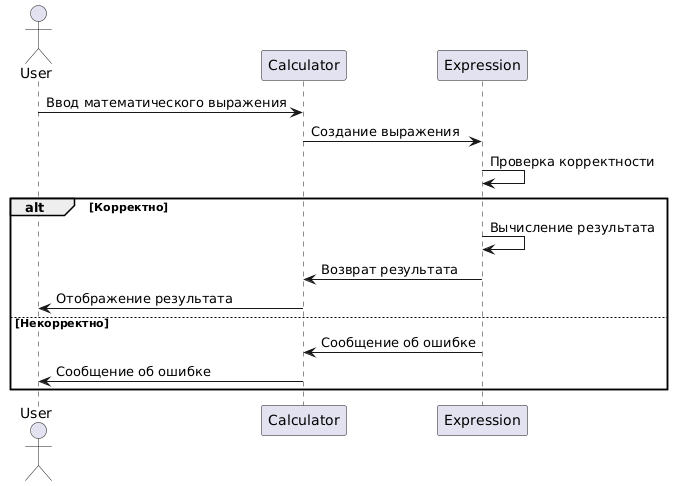 User
Calculator
Expression
Ввод математического выражения
Создание выражения
Проверка корректности
alt
[Корректно]
Вычисление результата
Возврат результата
Отображение результата
[Некорректно]
Сообщение об ошибке
Сообщение об ошибке
User
Calculator
Expression